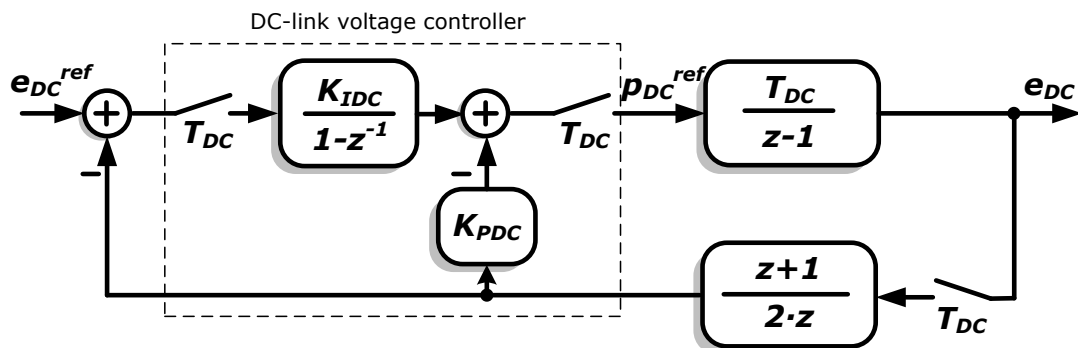 DC-link voltage controller
e_DC^ref
T_DC
K_IDC
1-z^-1
T_DC
p_DC^ref
T_DC
z-1
e_DC
K_PDC
z+1
2·z
T_DC
+
-
+
-